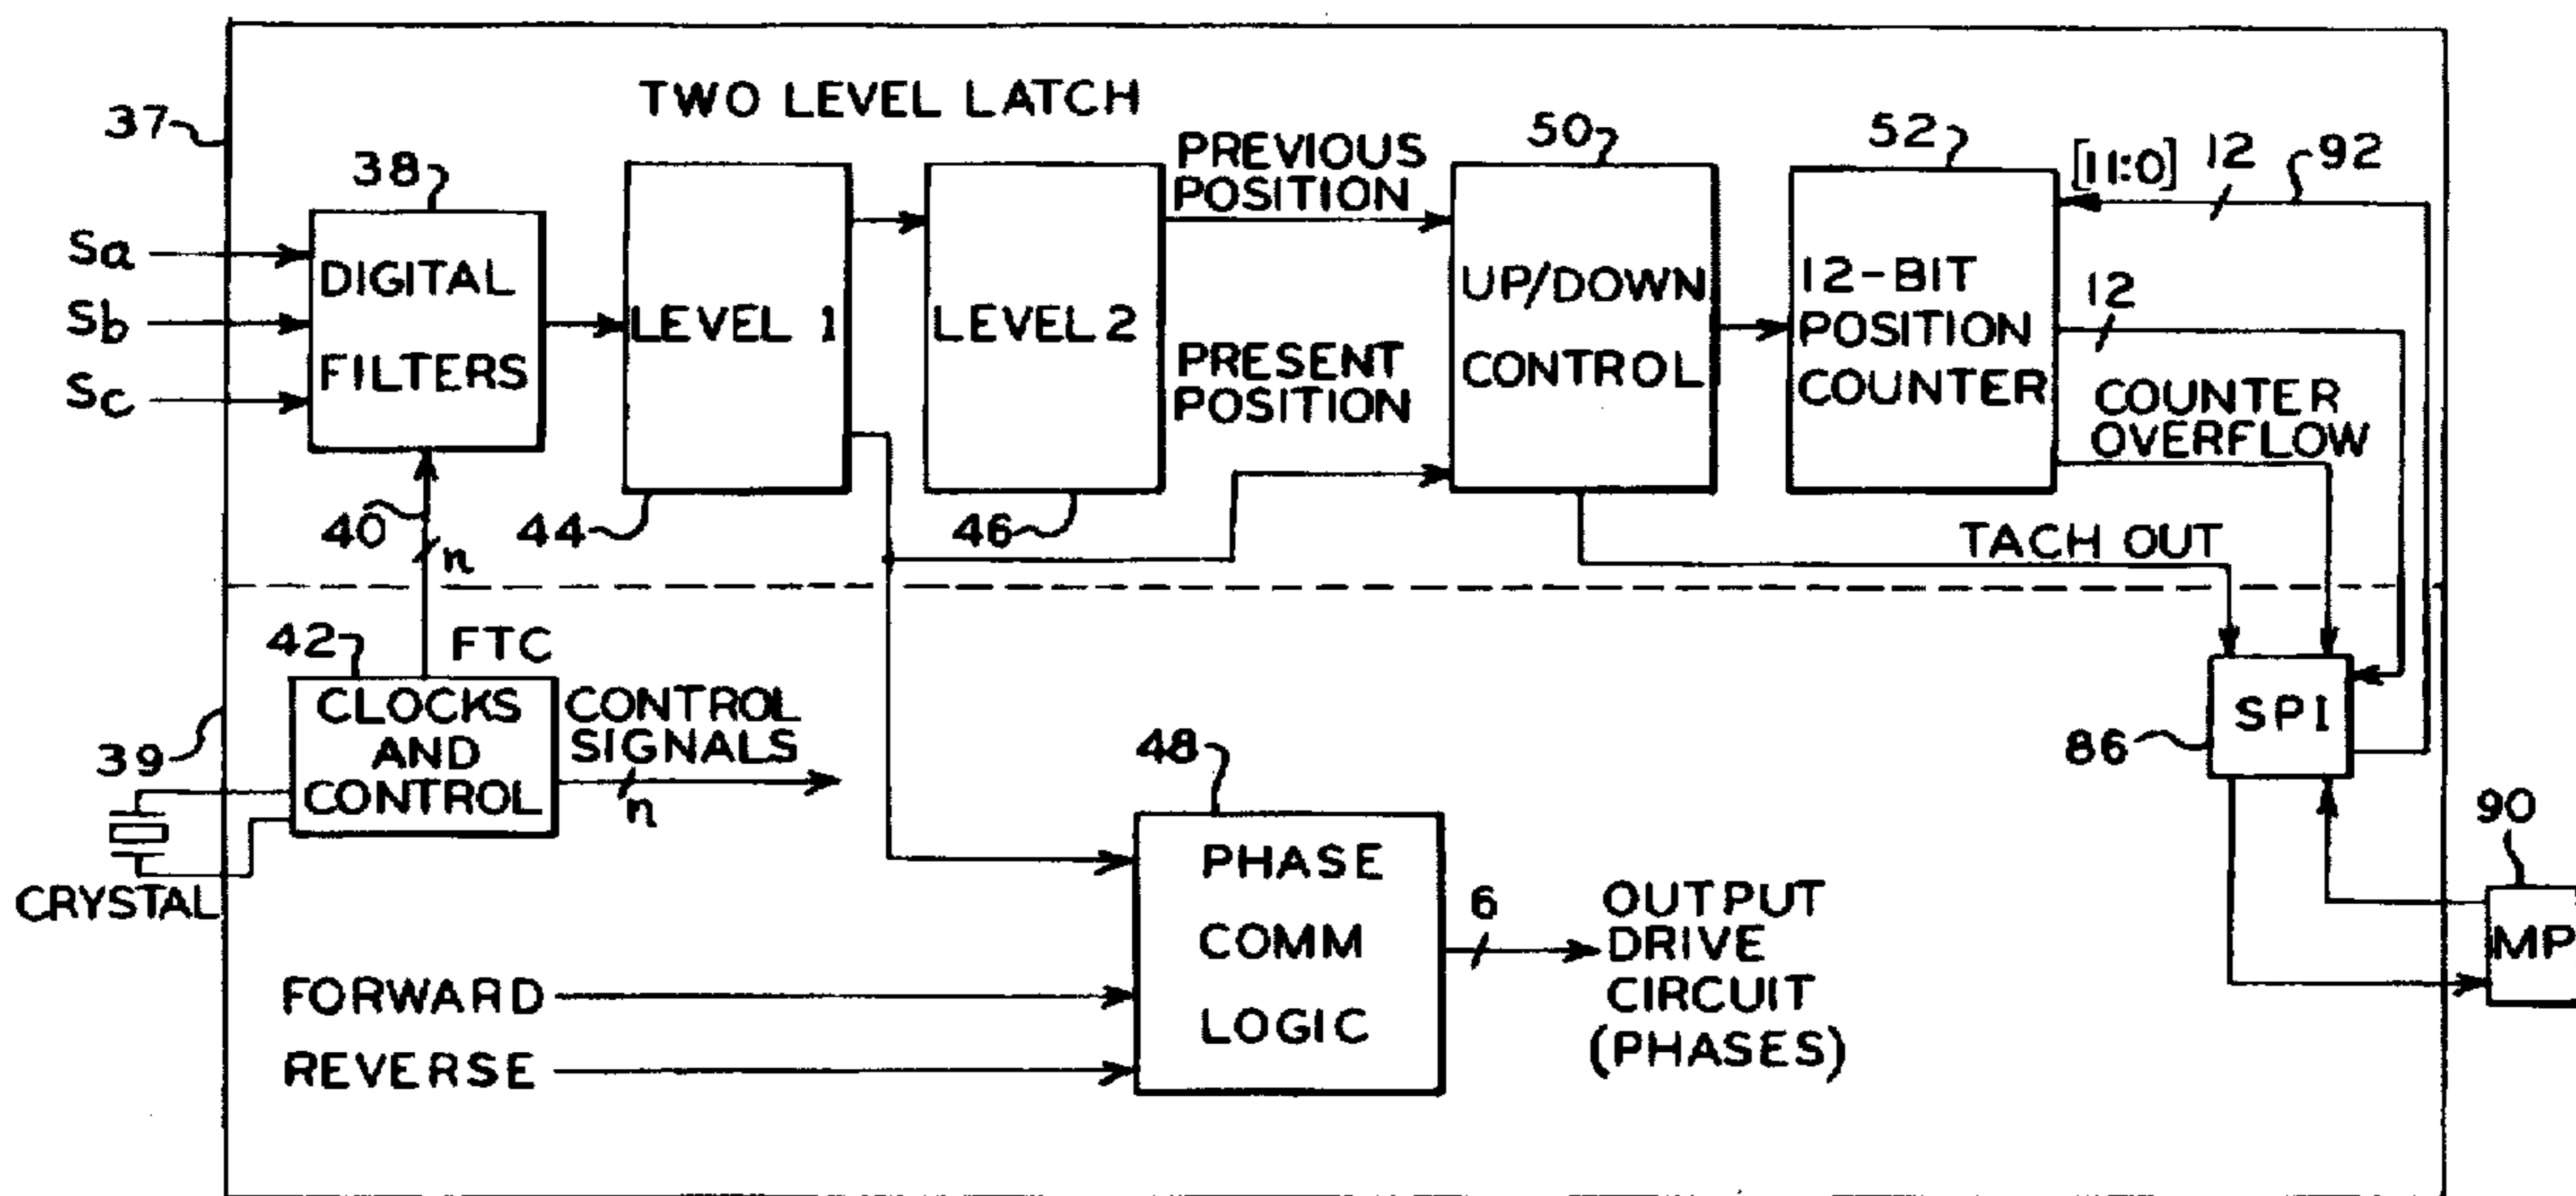 TWO LEVEL LATCH
37
38
Sa
Sb
Sc
DIGITAL
FILTERS
40
n
LEVEL 1
44
LEVEL 2
46
PREVIOUS
POSITION
PRESENT
POSITION
50
UP/DOWN
CONTROL
52
12-BIT
POSITION
COUNTER
[11:0]
12
92
12
COUNTER
OVERFLOW
TACH OUT
42
FTC
CLOCKS
AND
CONTROL
CONTROL
SIGNALS
n
39
CRYSTAL
48
PHASE
COMM
LOGIC
FORWARD
REVERSE
6
OUTPUT
DRIVE
CIRCUIT
(PHASES)
SPI
86
90
MP